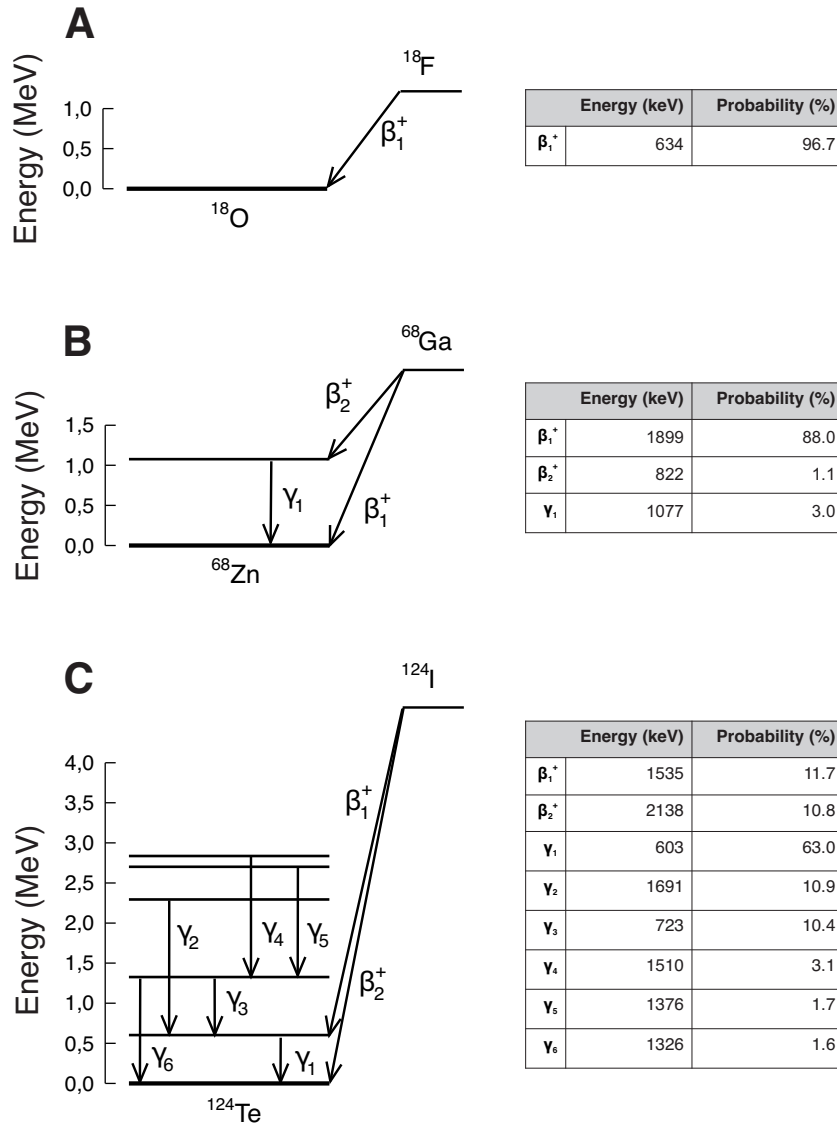 A
Energy (MeV)
1,0
0,5
0,0
¹⁸F
β₁⁺
¹⁸O
Energy (keV) Probability (%)
β₁⁺ 634 96.7
B
Energy (MeV)
1,5
1,0
0,5
0,0
⁶⁸Ga
β₂⁺
γ₁
β₁⁺
⁶⁸Zn
Energy (keV) Probability (%)
β₁⁺ 1899 88.0
β₂⁺ 822 1.1
γ₁ 1077 3.0
C
Energy (MeV)
4,0
3,5
3,0
2,5
2,0
1,5
1,0
0,5
0,0
¹²⁴I
β₁⁺
γ₂
γ₄
γ₅
β₂⁺
γ₃
γ₆
γ₁
¹²⁴Te
Energy (keV) Probability (%)
β₁⁺ 1535 11.7
β₂⁺ 2138 10.8
γ₁ 603 63.0
γ₂ 1691 10.9
γ₃ 723 10.4
γ₄ 1510 3.1
γ₅ 1376 1.7
γ₆ 1326 1.6